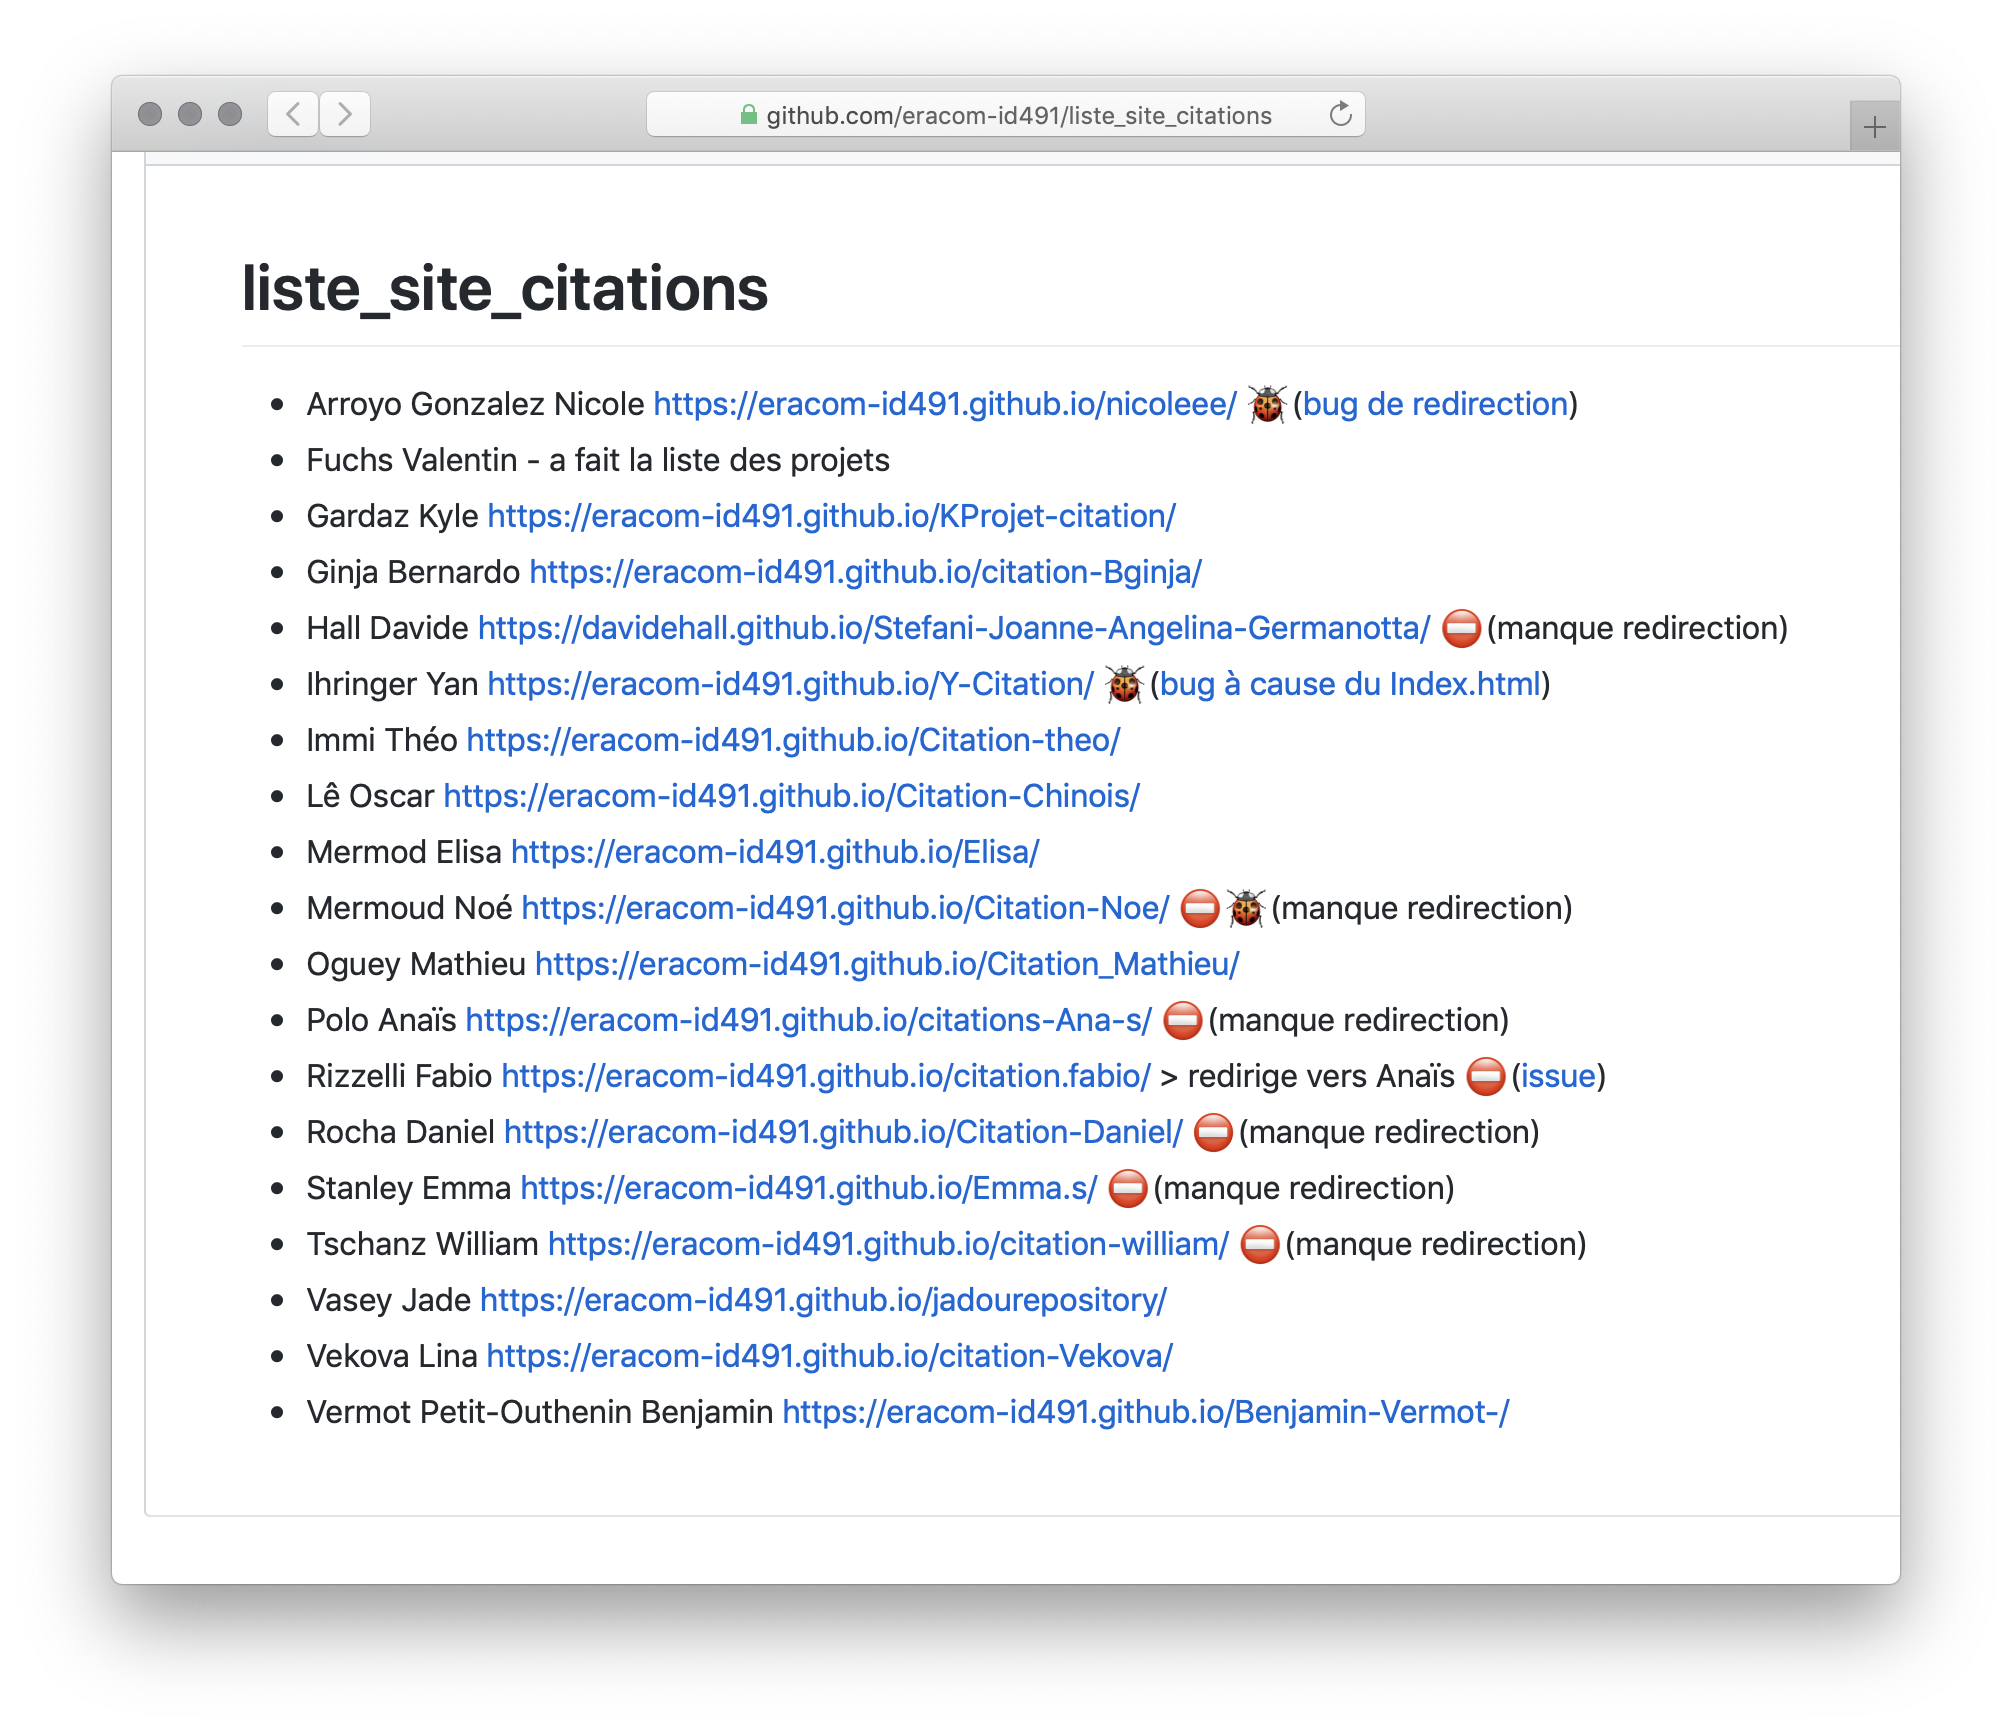 github.com/eracom-id491/liste_site_citations
liste_site_citations
Arroyo Gonzalez Nicole https://eracom-id491.github.io/nicoleee/ 🐞(bug de redirection)
Fuchs Valentin - a fait la liste des projets
Gardaz Kyle https://eracom-id491.github.io/KProjet-citation/
Ginja Bernardo https://eracom-id491.github.io/citation-Bginja/
Hall Davide https://davidehall.github.io/Stefani-Joanne-Angelina-Germanotta/ ⛔(manque redirection)
Ihringer Yan https://eracom-id491.github.io/Y-Citation/ 🐞(bug à cause du Index.html)
Immi Théo https://eracom-id491.github.io/Citation-theo/
Lê Oscar https://eracom-id491.github.io/Citation-Chinois/
Mermod Elisa https://eracom-id491.github.io/Elisa/
Mermoud Noé https://eracom-id491.github.io/Citation-Noe/ ⛔🐞(manque redirection)
Oguey Mathieu https://eracom-id491.github.io/Citation_Mathieu/
Polo Anaïs https://eracom-id491.github.io/citations-Ana-s/ ⛔(manque redirection)
Rizzelli Fabio https://eracom-id491.github.io/citation.fabio/ > redirige vers Anaïs ⛔(issue)
Rocha Daniel https://eracom-id491.github.io/Citation-Daniel/ ⛔(manque redirection)
Stanley Emma https://eracom-id491.github.io/Emma.s/ ⛔(manque redirection)
Tschanz William https://eracom-id491.github.io/citation-william/ ⛔(manque redirection)
Vasey Jade https://eracom-id491.github.io/jadourepository/
Vekova Lina https://eracom-id491.github.io/citation-Vekova/
Vermot Petit-Outhenin Benjamin https://eracom-id491.github.io/Benjamin-Vermot-/